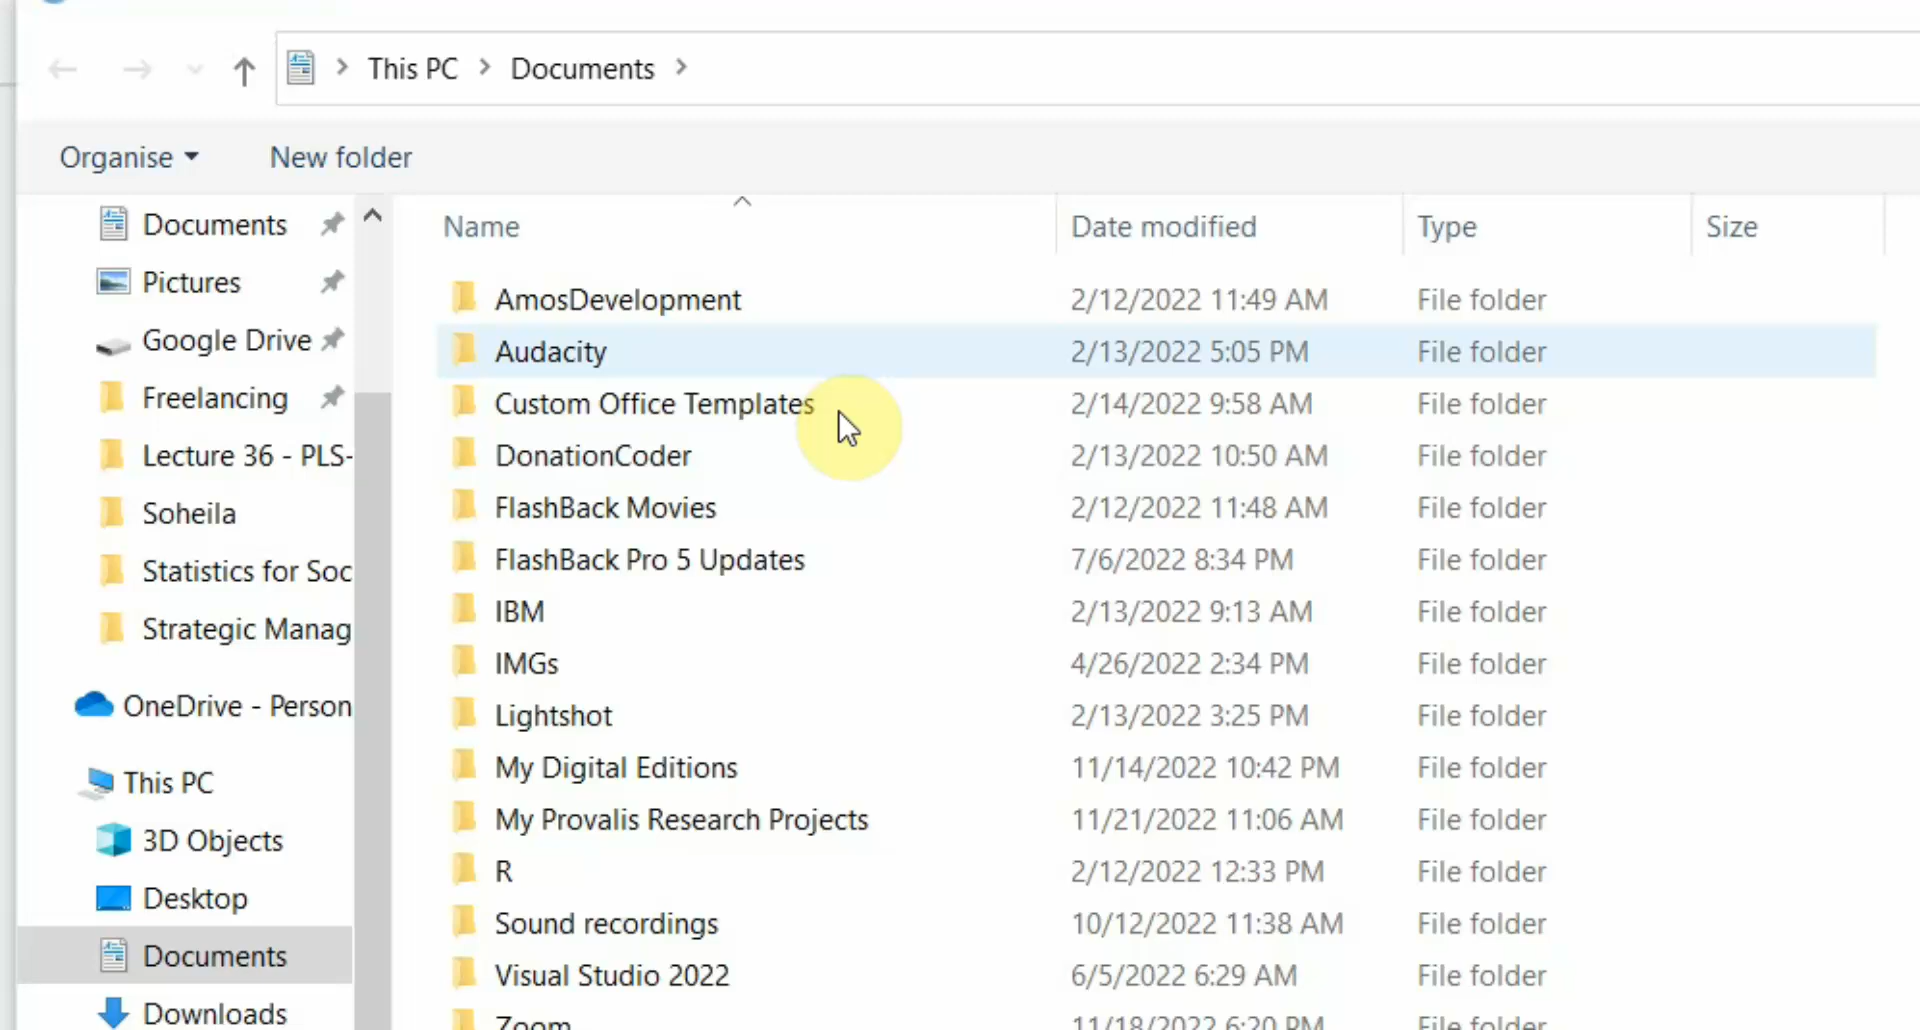 This PC > Documents >
Organise New folder
Documents
Pictures
Google Drive
Freelancing
Lecture 36 - PLS-
Soheila
Statistics for Soc
Strategic Manag
OneDrive - Person
This PC
3D Objects
Desktop
Documents
Downloads
Name Date modified Type Size
AmosDevelopment 2/12/2022 11:49 AM File folder
Audacity 2/13/2022 5:05 PM File folder
Custom Office Templates 2/14/2022 9:58 AM File folder
DonationCoder 2/13/2022 10:50 AM File folder
FlashBack Movies 2/12/2022 11:48 AM File folder
FlashBack Pro 5 Updates 7/6/2022 8:34 PM File folder
IBM 2/13/2022 9:13 AM File folder
IMGs 4/26/2022 2:34 PM File folder
Lightshot 2/13/2022 3:25 PM File folder
My Digital Editions 11/14/2022 10:42 PM File folder
My Provalis Research Projects 11/21/2022 11:06 AM File folder
R 2/12/2022 12:33 PM File folder
Sound recordings 10/12/2022 11:38 AM File folder
Visual Studio 2022 6/5/2022 6:29 AM File folder
Zoom 11/18/2022 6:20 PM File folder